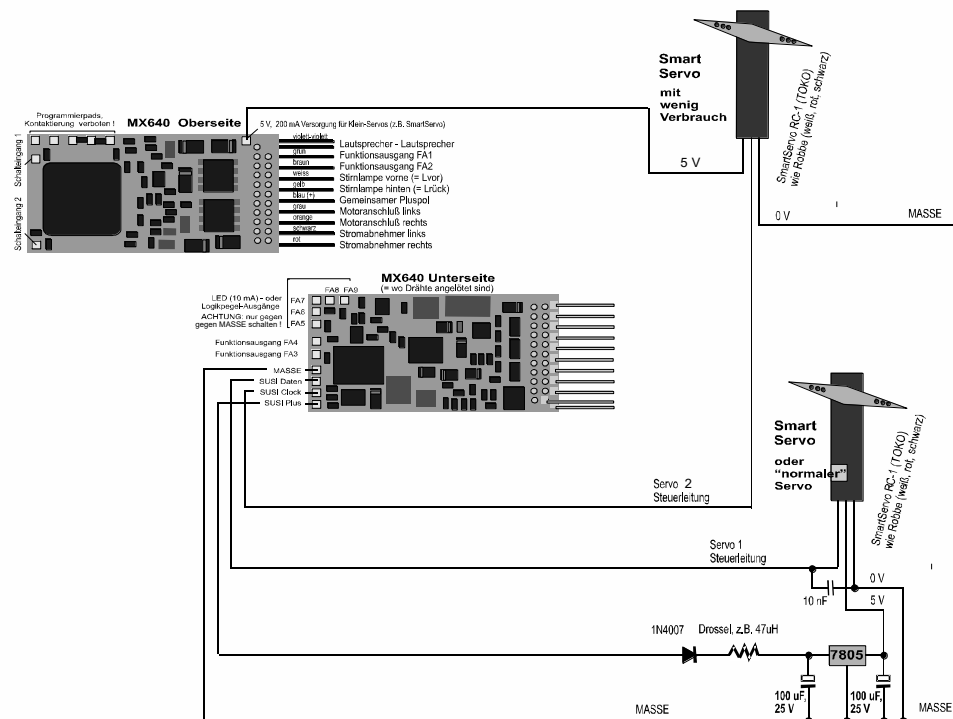 Smart
Servo
mit
wenig
Verbrauch
SmartServo RC-1 (TOKO)
wie Robbe (weiß, rot, schwarz)
5 V
0 V
MASSE
Programmierpads,
Kontaktierung verboten !
MX640 Oberseite
5 V, 200 mA Versorgung für Klein-Servos (z.B. SmartServo)
Schalteingang 1
Schalteingang 2
violett-violett
Lautsprecher - Lautsprecher
grün
Funktionsausgang FA1
braun
Funktionsausgang FA2
weiss
Stirnlampe vorne (= Lvor)
gelb
Stirnlampe hinten (= Lrück)
blau (+)
Gemeinsamer Pluspol
grau
Motoranschluß links
orange
Motoranschluß rechts
schwarz
Stromabnehmer links
rot
Stromabnehmer rechts
MX640 Unterseite
(= wo Drähte angelötet sind)
FA8 FA9
LED (10 mA) - oder
Logikpegel-Ausgänge
ACHTUNG: nur gegen
gegen MASSE schalten !
FA7
FA6
FA5
Funktionsausgang FA4
Funktionsausgang FA3
MASSE
SUSI Daten
SUSI Clock
SUSI Plus
Smart
Servo
oder
“normaler”
Servo
SmartServo RC-1 (TOKO)
wie Robbe (weiß, rot, schwarz)
Servo 2
Steuerleitung
Servo 1
Steuerleitung
10 nF
0 V
5 V
1N4007
Drossel, z.B. 47uH
7805
100 uF,
25 V
100 uF,
25 V
MASSE
MASSE